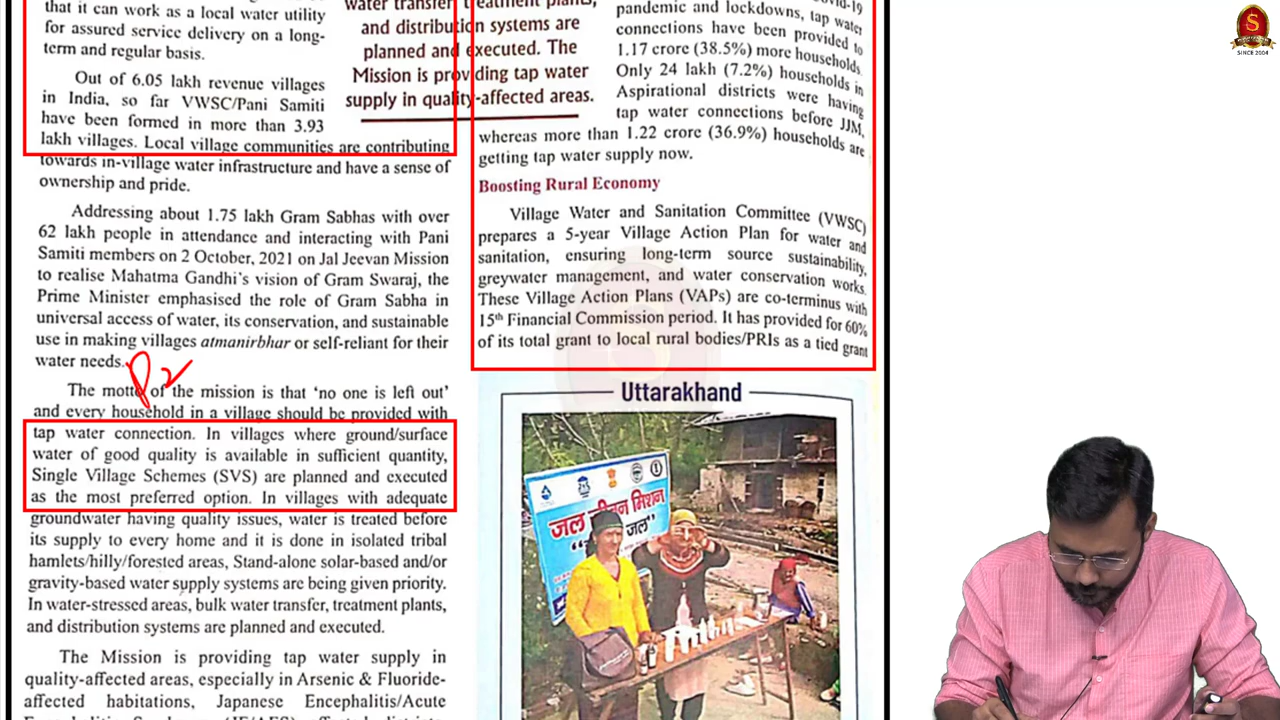 that it can work as a local water utility
for assured service delivery on a long-
term and regular basis.
Out of 6.05 lakh revenue villages
in India, so far VWSC/Pani Samiti
have been formed in more than 3.93
lakh villages. Local village communities are contributing
towards in-village water infrastructure and have a sense of
ownership and pride.
Addressing about 1.75 lakh Gram Sabhas with over
62 lakh people in attendance and interacting with Pani
Samiti members on 2 October, 2021 on Jal Jeevan Mission
to realise Mahatma Gandhi's vision of Gram Swaraj, the
Prime Minister emphasised the role of Gram Sabha in
universal access of water, its conservation, and sustainable
use in making villages atmanirbhar or self-reliant for their
water needs.
The motto of the mission is that 'no one is left out'
and every household in a village should be provided with
tap water connection. In villages where ground/surface
water of good quality is available in sufficient quantity,
Single Village Schemes (SVS) are planned and executed
as the most preferred option. In villages with adequate
groundwater having quality issues, water is treated before
its supply to every home and it is done in isolated tribal
hamlets/hilly/forested areas, Stand-alone solar-based and/or
gravity-based water supply systems are being given priority.
In water-stressed areas, bulk water transfer, treatment plants,
and distribution systems are planned and executed.
The Mission is providing tap water supply in
quality-affected areas, especially in Arsenic & Fluoride-
affected habitations, Japanese Encephalitis/Acute
water transfer, treatment plants,
and distribution systems are
planned and executed. The
Mission is providing tap water
supply in quality-affected areas.
pandemic and lockdowns, tap water
connections have been provided to
1.17 crore (38.5%) more households.
Only 24 lakh (7.2%) households in
Aspirational districts were having
tap water connections before JJM,
whereas more than 1.22 crore (36.9%) households are
getting tap water supply now.
Boosting Rural Economy
Village Water and Sanitation Committee (VWSC)
prepares a 5-year Village Action Plan for water and
sanitation, ensuring long-term source sustainability,
greywater management, and water conservation works.
These Village Action Plans (VAPs) are co-terminus with
15th Financial Commission period. It has provided for 60%
of its total grant to local rural bodies/PRIs as a tied grant
Uttarakhand
जल जीवन मिशन
जल"
SINCE 2004